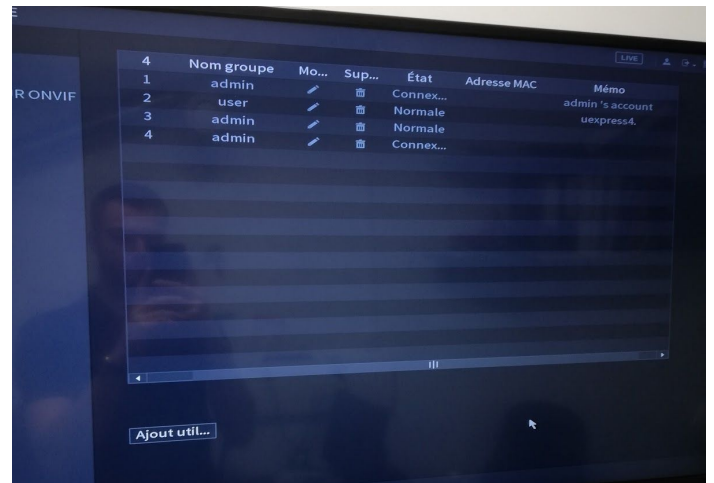 E
LIVE
R ONVIF
4 Nom groupe Mo... Sup... État Adresse MAC Mémo
1 admin Connex... admin 's account
2 user Normale uexpress4.
3 admin Normale
4 admin Connex...
Ajout util...